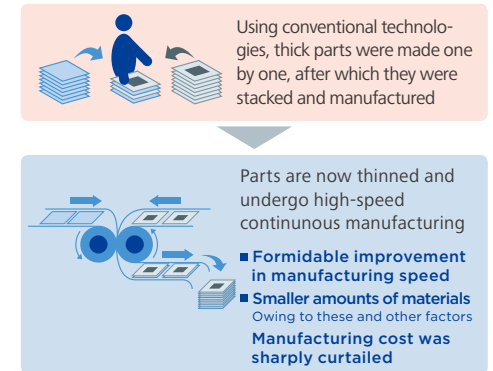 Using conventional technolo-
gies, thick parts were made one
by one, after which they were
stacked and manufactured
Parts are now thinned and
undergo high-speed
continunous manufacturing
■ Formidable improvement
in manufacturing speed
■ Smaller amounts of materials
Owing to these and other factors
Manufacturing cost was
sharply curtailed